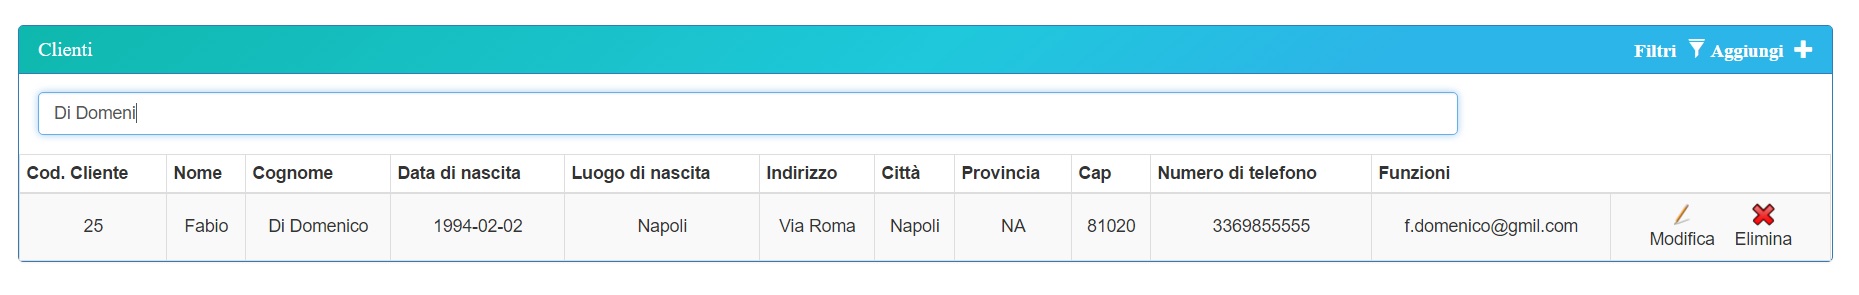 Clienti Filtri Aggiungi
Di Domeni
Cod. Cliente Nome Cognome Data di nascita Luogo di nascita Indirizzo Città Provincia Cap Numero di telefono Funzioni
25 Fabio Di Domenico 1994-02-02 Napoli Via Roma Napoli NA 81020 3369855555 f.domenico@gmil.com Modifica Elimina